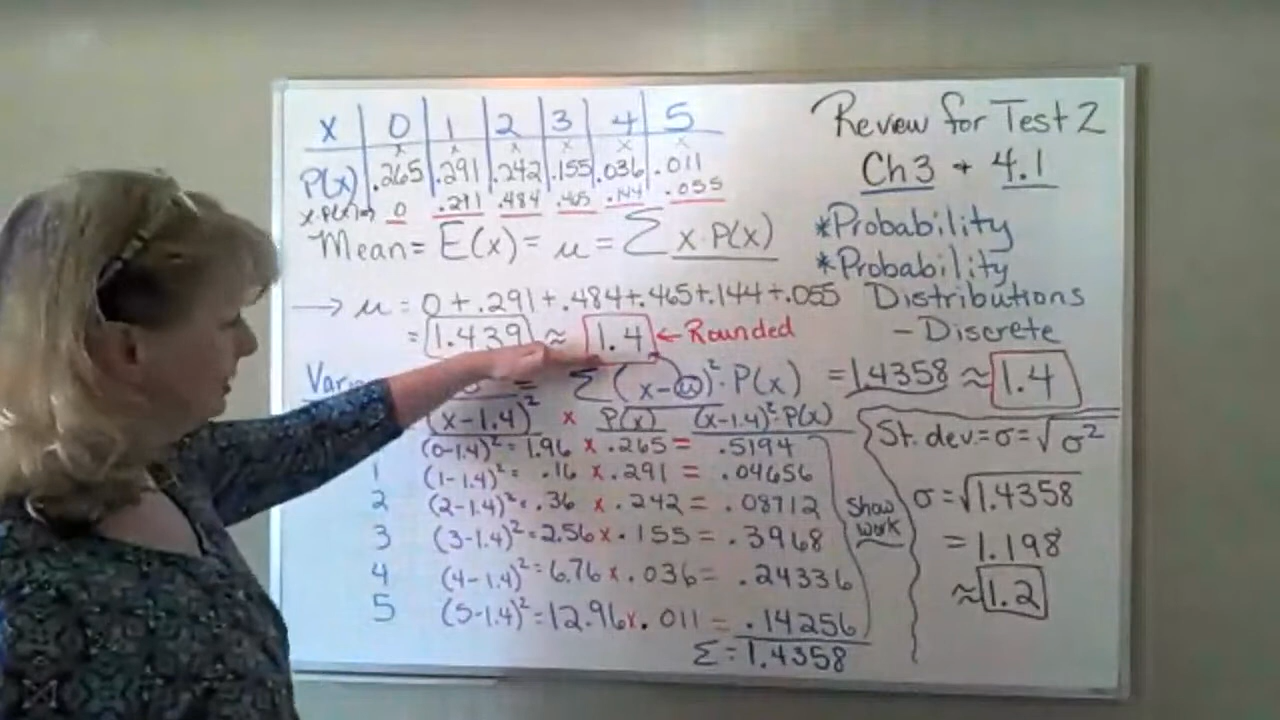 x 0 1 2 3 4 5
P(x) .265 .291 .242 .155 .036 .011
x x x x x x
x·P(x)⇒ 0 .291 .484 .465 .144 .055
Mean = E(x) = μ = Σ x·P(x)
→ μ = 0 + .291 + .484 + .465 + .144 + .055
= 1.439 ≈ 1.4 ← Rounded
= Σ(x-μ)²·P(x) = 1.4358 ≈ 1.4
(x-1.4)² x P(x) (x-1.4)²·P(x)
(0-1.4)² = 1.96 x .265 = .5194
1 (1-1.4)² = .16 x .291 = .04656
2 (2-1.4)² = .36 x .242 = .08712
3 (3-1.4)² = 2.56 x .155 = .3968
4 (4-1.4)² = 6.76 x .036 = .24336
5 (5-1.4)² = 12.96 x .011 = .14256
Σ = 1.4358
Show
work
Review for Test 2
Ch 3 + 4.1
*Probability
*Probability
Distributions
- Discrete
St. dev = σ = √σ²
σ = √1.4358
= 1.198
≈ 1.2